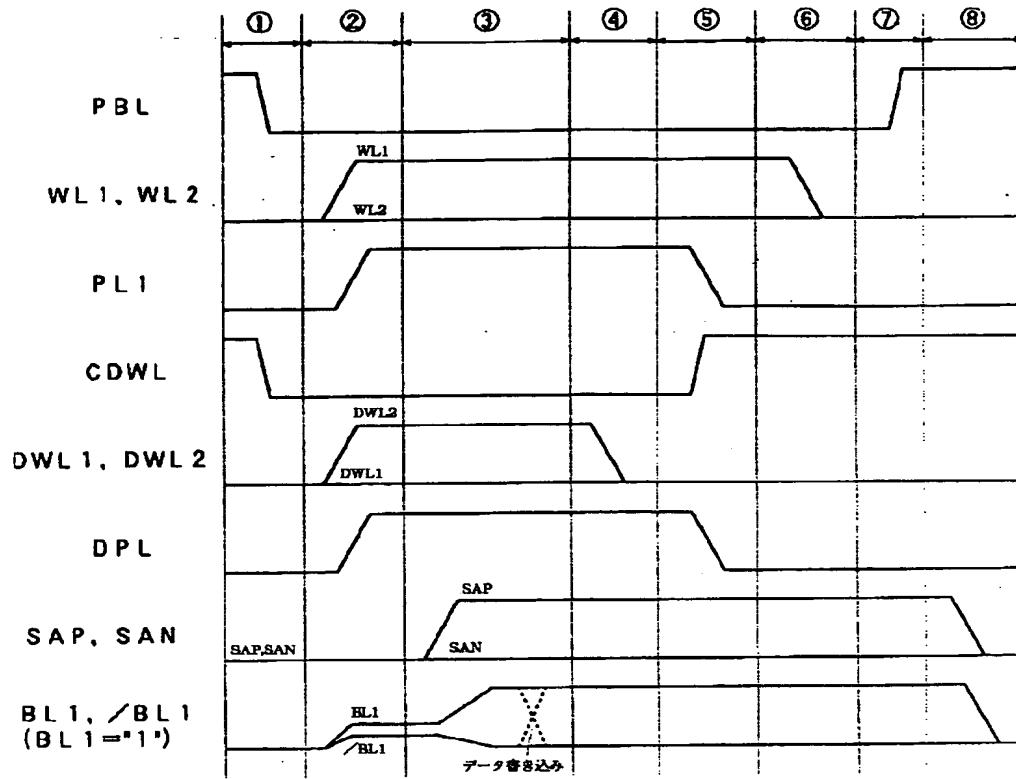 ① ② ③ ④ ⑤ ⑥ ⑦ ⑧
PBL
WL1
WL1, WL2
WL2
PL1
CDWL
DWL2
DWL1, DWL2
DWL1
DPL
SAP
SAP, SAN
SAP,SAN
SAN
BL1
BL1, /BL1
(BL1="1")
/BL1
データ書き込み